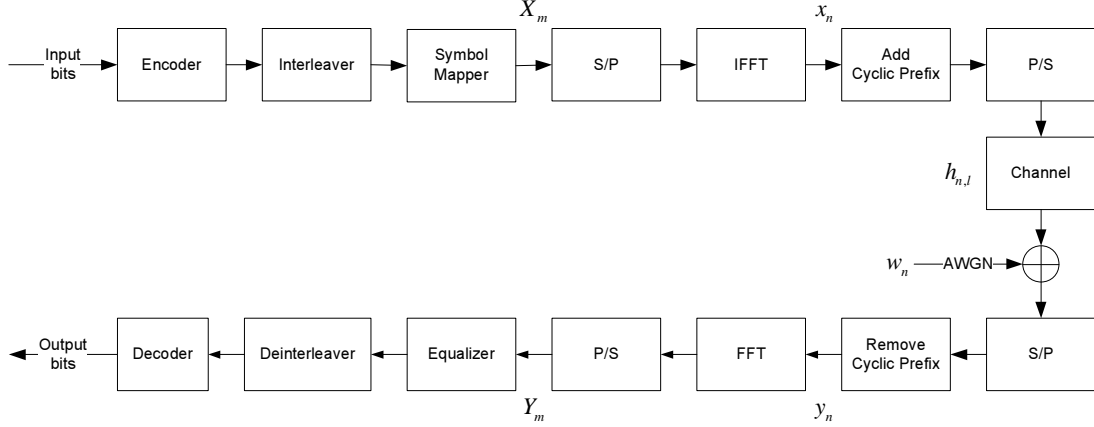 X_m
x_n
Input bits
Encoder
Interleaver
Symbol Mapper
S/P
IFFT
Add Cyclic Prefix
P/S
h_{n,l}
Channel
w_n
AWGN
Output bits
Decoder
Deinterleaver
Equalizer
P/S
FFT
Remove Cyclic Prefix
S/P
Y_m
y_n